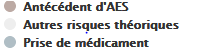 Antécédent d'AES
Autres risques théoriques
Prise de médicament